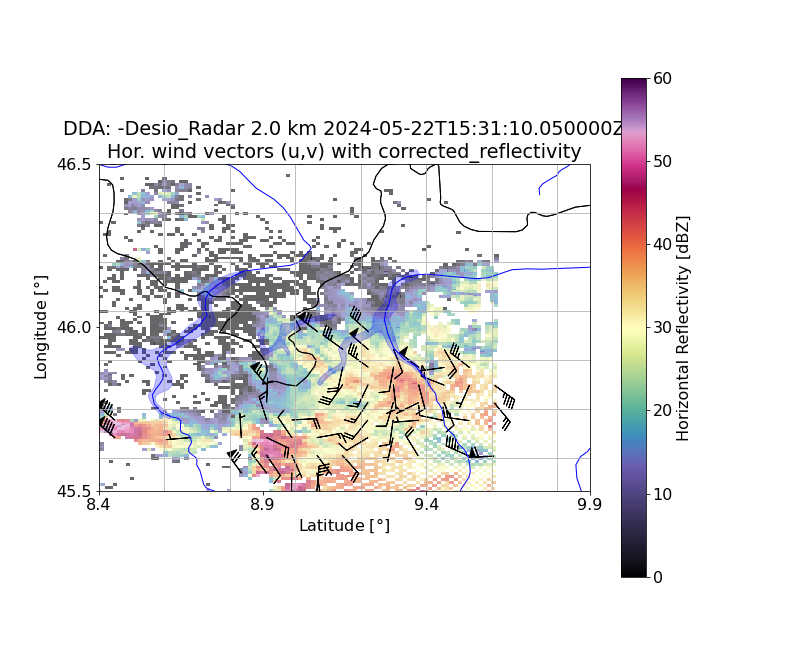 DDA: -Desio_Radar 2.0 km 2024-05-22T15:31:10.050000Z
Hor. wind vectors (u,v) with corrected_reflectivity
46.5
46.0
45.5
Longitude [°]
8.4
8.9
9.4
9.9
Latitude [°]
60
50
40
30
20
10
0
Horizontal Reflectivity [dBZ]